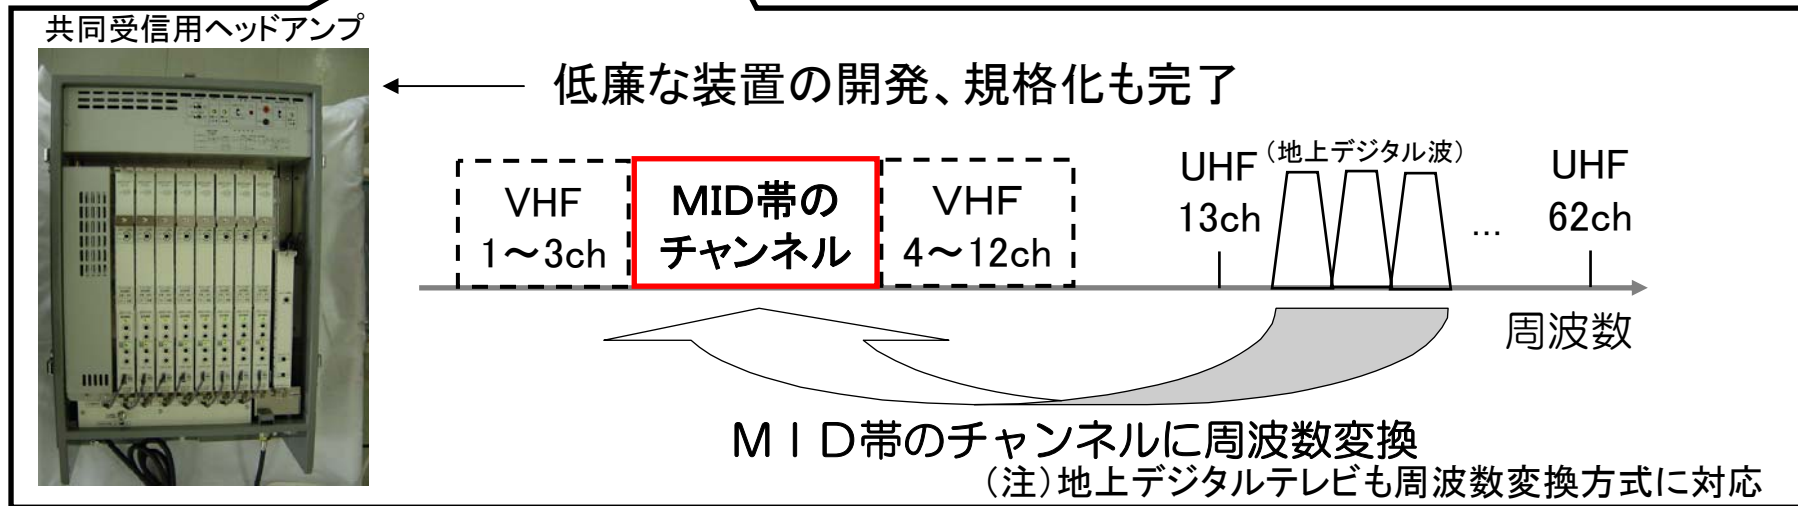 共同受信用ヘッドアンプ
低廉な装置の開発、規格化も完了
VHF
1～3ch
MID帯の
チャンネル
VHF
4～12ch
UHF
13ch
（地上デジタル波）
...
UHF
62ch
周波数
ＭＩＤ帯のチャンネルに周波数変換
（注）地上デジタルテレビも周波数変換方式に対応